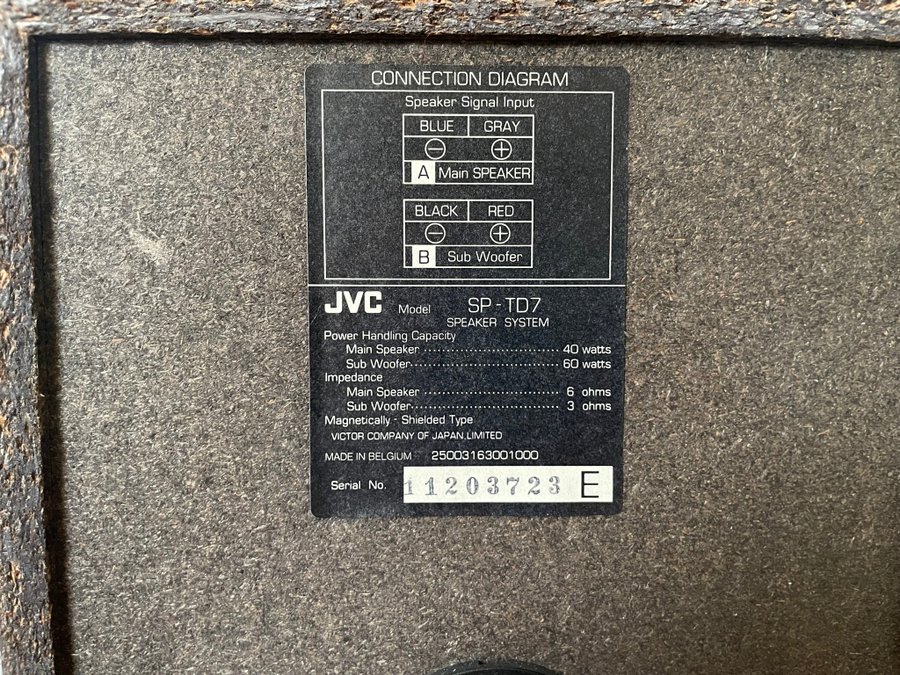 CONNECTION DIAGRAM
Speaker Signal Input
BLUE GRAY
⊖ ⊕
A Main SPEAKER
BLACK RED
⊖ ⊕
B Sub Woofer
JVC Model SP-TD7
SPEAKER SYSTEM
Power Handling Capacity
Main Speaker 40 watts
Sub Woofer 60 watts
Impedance
Main Speaker 6 ohms
Sub Woofer 3 ohms
Magnetically-Shielded Type
VICTOR COMPANY OF JAPAN, LIMITED
MADE IN BELGIUM 25003163001000
Serial No. 11203723 E